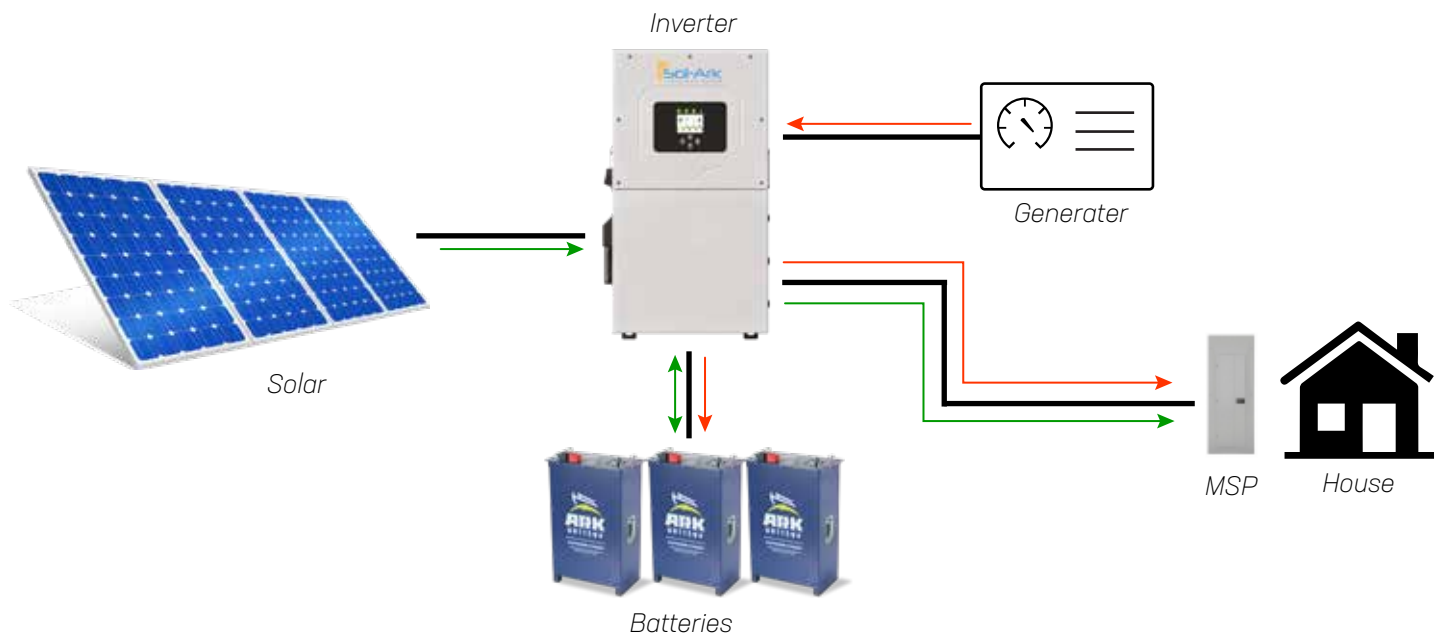 Inverter
Sol-Ark
Generater
Solar
MSP
House
ARK
ARK
ARK
Batteries